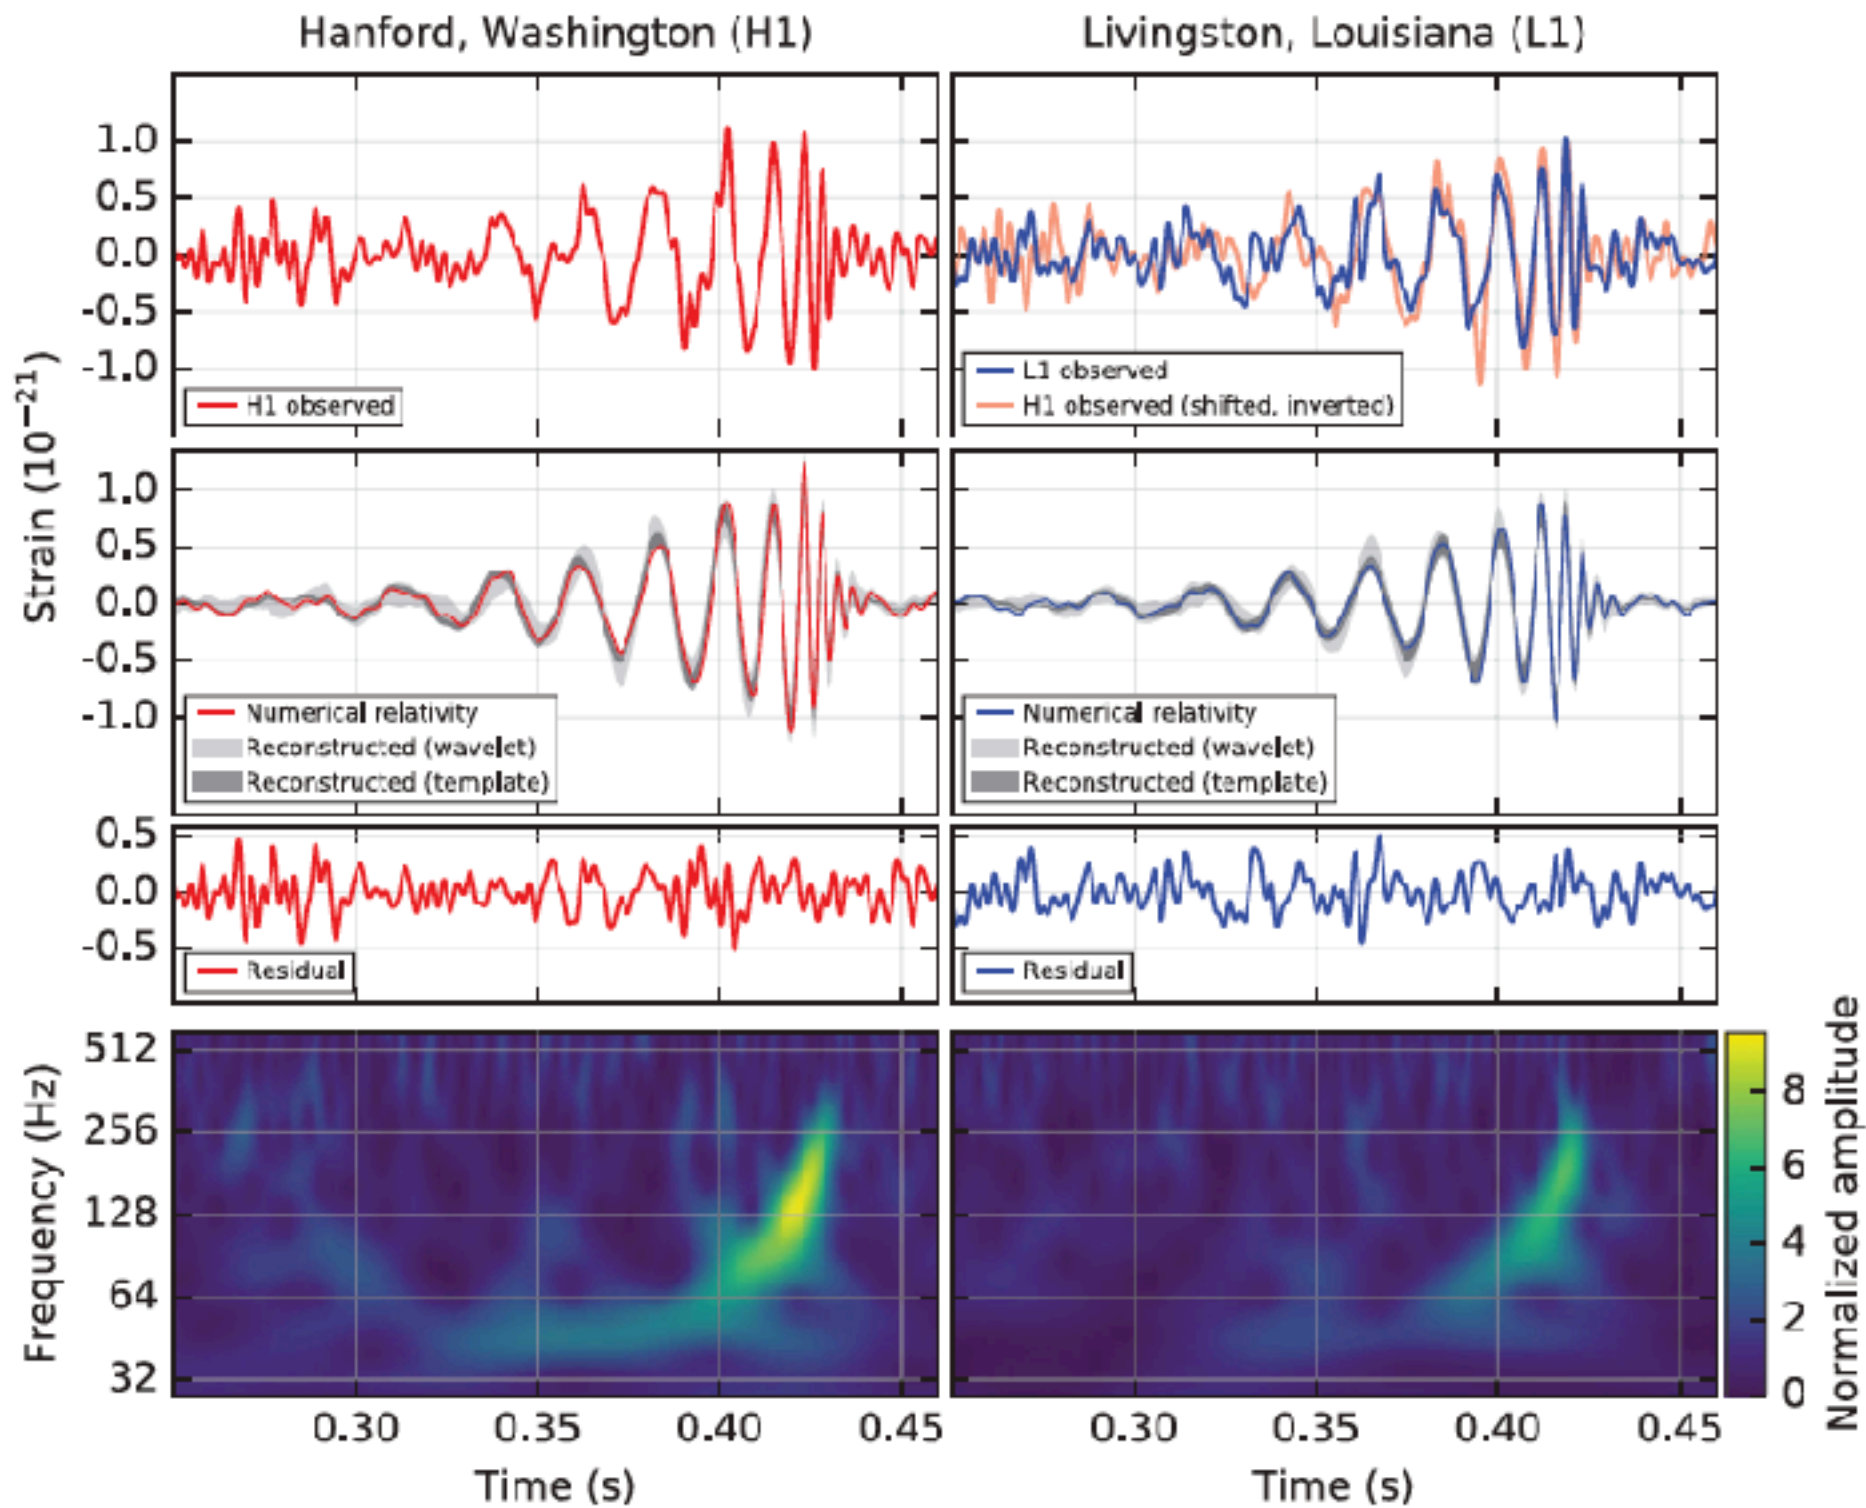 Hanford, Washington (H1)
Livingston, Louisiana (L1)
Strain (10⁻²¹)
1.0
0.5
0.0
-0.5
-1.0
H1 observed
L1 observed
H1 observed (shifted, inverted)
1.0
0.5
0.0
-0.5
-1.0
Numerical relativity
Reconstructed (wavelet)
Reconstructed (template)
Numerical relativity
Reconstructed (wavelet)
Reconstructed (template)
0.5
0.0
-0.5
Residual
Residual
Frequency (Hz)
512
256
128
64
32
0.30 0.35 0.40 0.45
Time (s)
0.30 0.35 0.40 0.45
Time (s)
8
6
4
2
0
Normalized amplitude